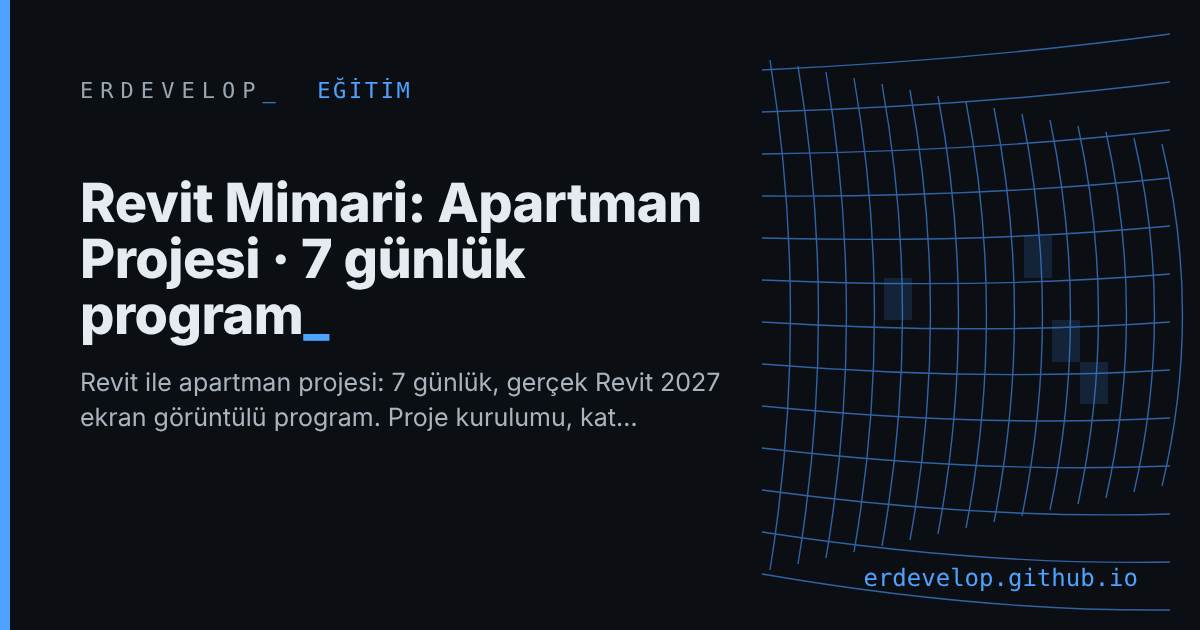 ERDEVELOP_ EĞİTİM
Revit Mimari: Apartman
Projesi · 7 günlük
program_
Revit ile apartman projesi: 7 günlük, gerçek Revit 2027
ekran görüntülü program. Proje kurulumu, kat…
erdevelop.github.io